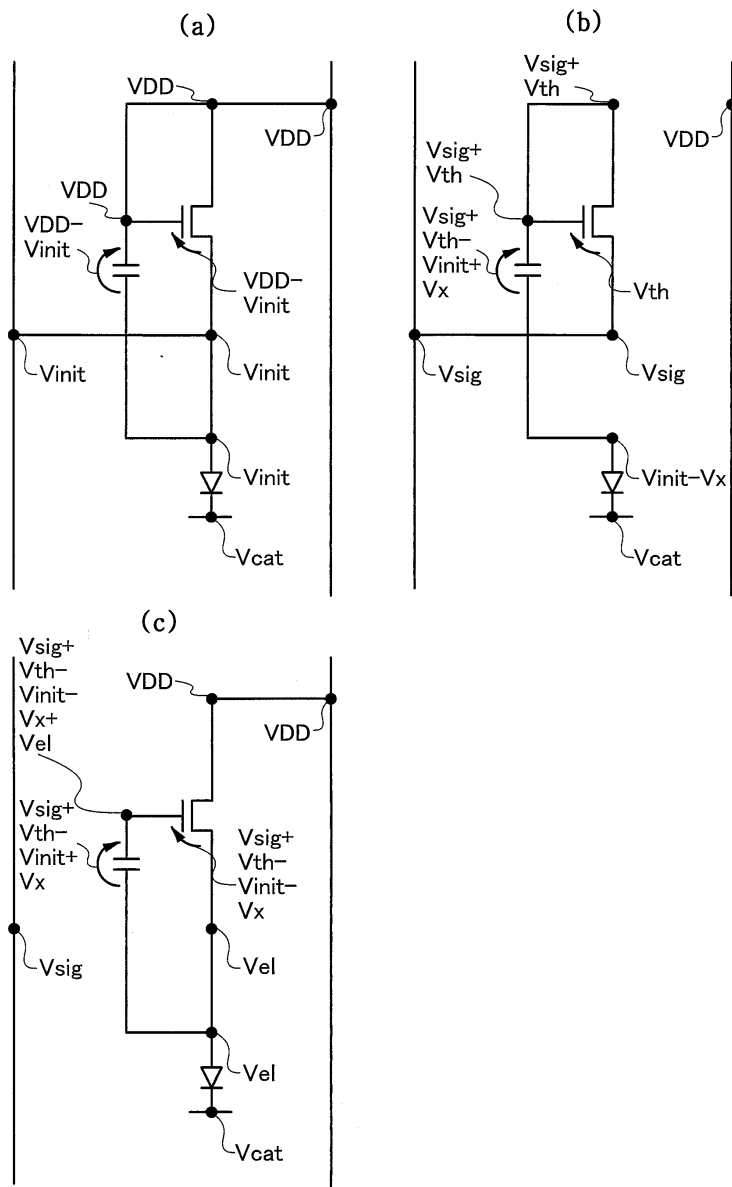 (a)
VDD
VDD
VDD
VDD-
Vinit
VDD-
Vinit
Vinit
Vinit
Vinit
Vcat
(b)
Vsig+
Vth
VDD
Vsig+
Vth
Vsig+
Vth-
Vinit+
Vx
Vth
Vsig
Vsig
Vinit-Vx
Vcat
(c)
Vsig+
Vth-
Vinit-
Vx+
Vel
VDD
VDD
Vsig+
Vth-
Vinit+
Vx
Vsig+
Vth-
Vinit-
Vx
Vsig
Vel
Vel
Vcat